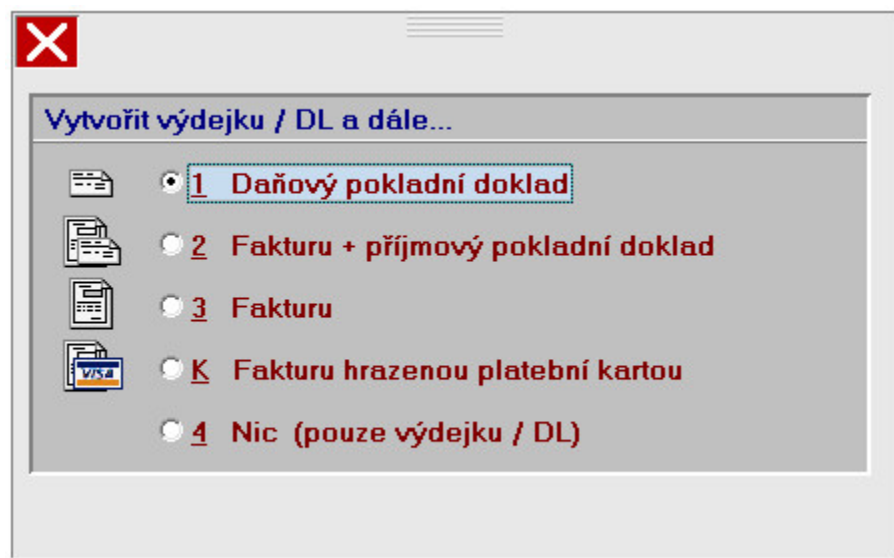 Vytvořit výdejku / DL a dále...
1 Daňový pokladní doklad
2 Fakturu + příjmový pokladní doklad
3 Fakturu
VISA
K Fakturu hrazenou platební kartou
4 Nic (pouze výdejku / DL)